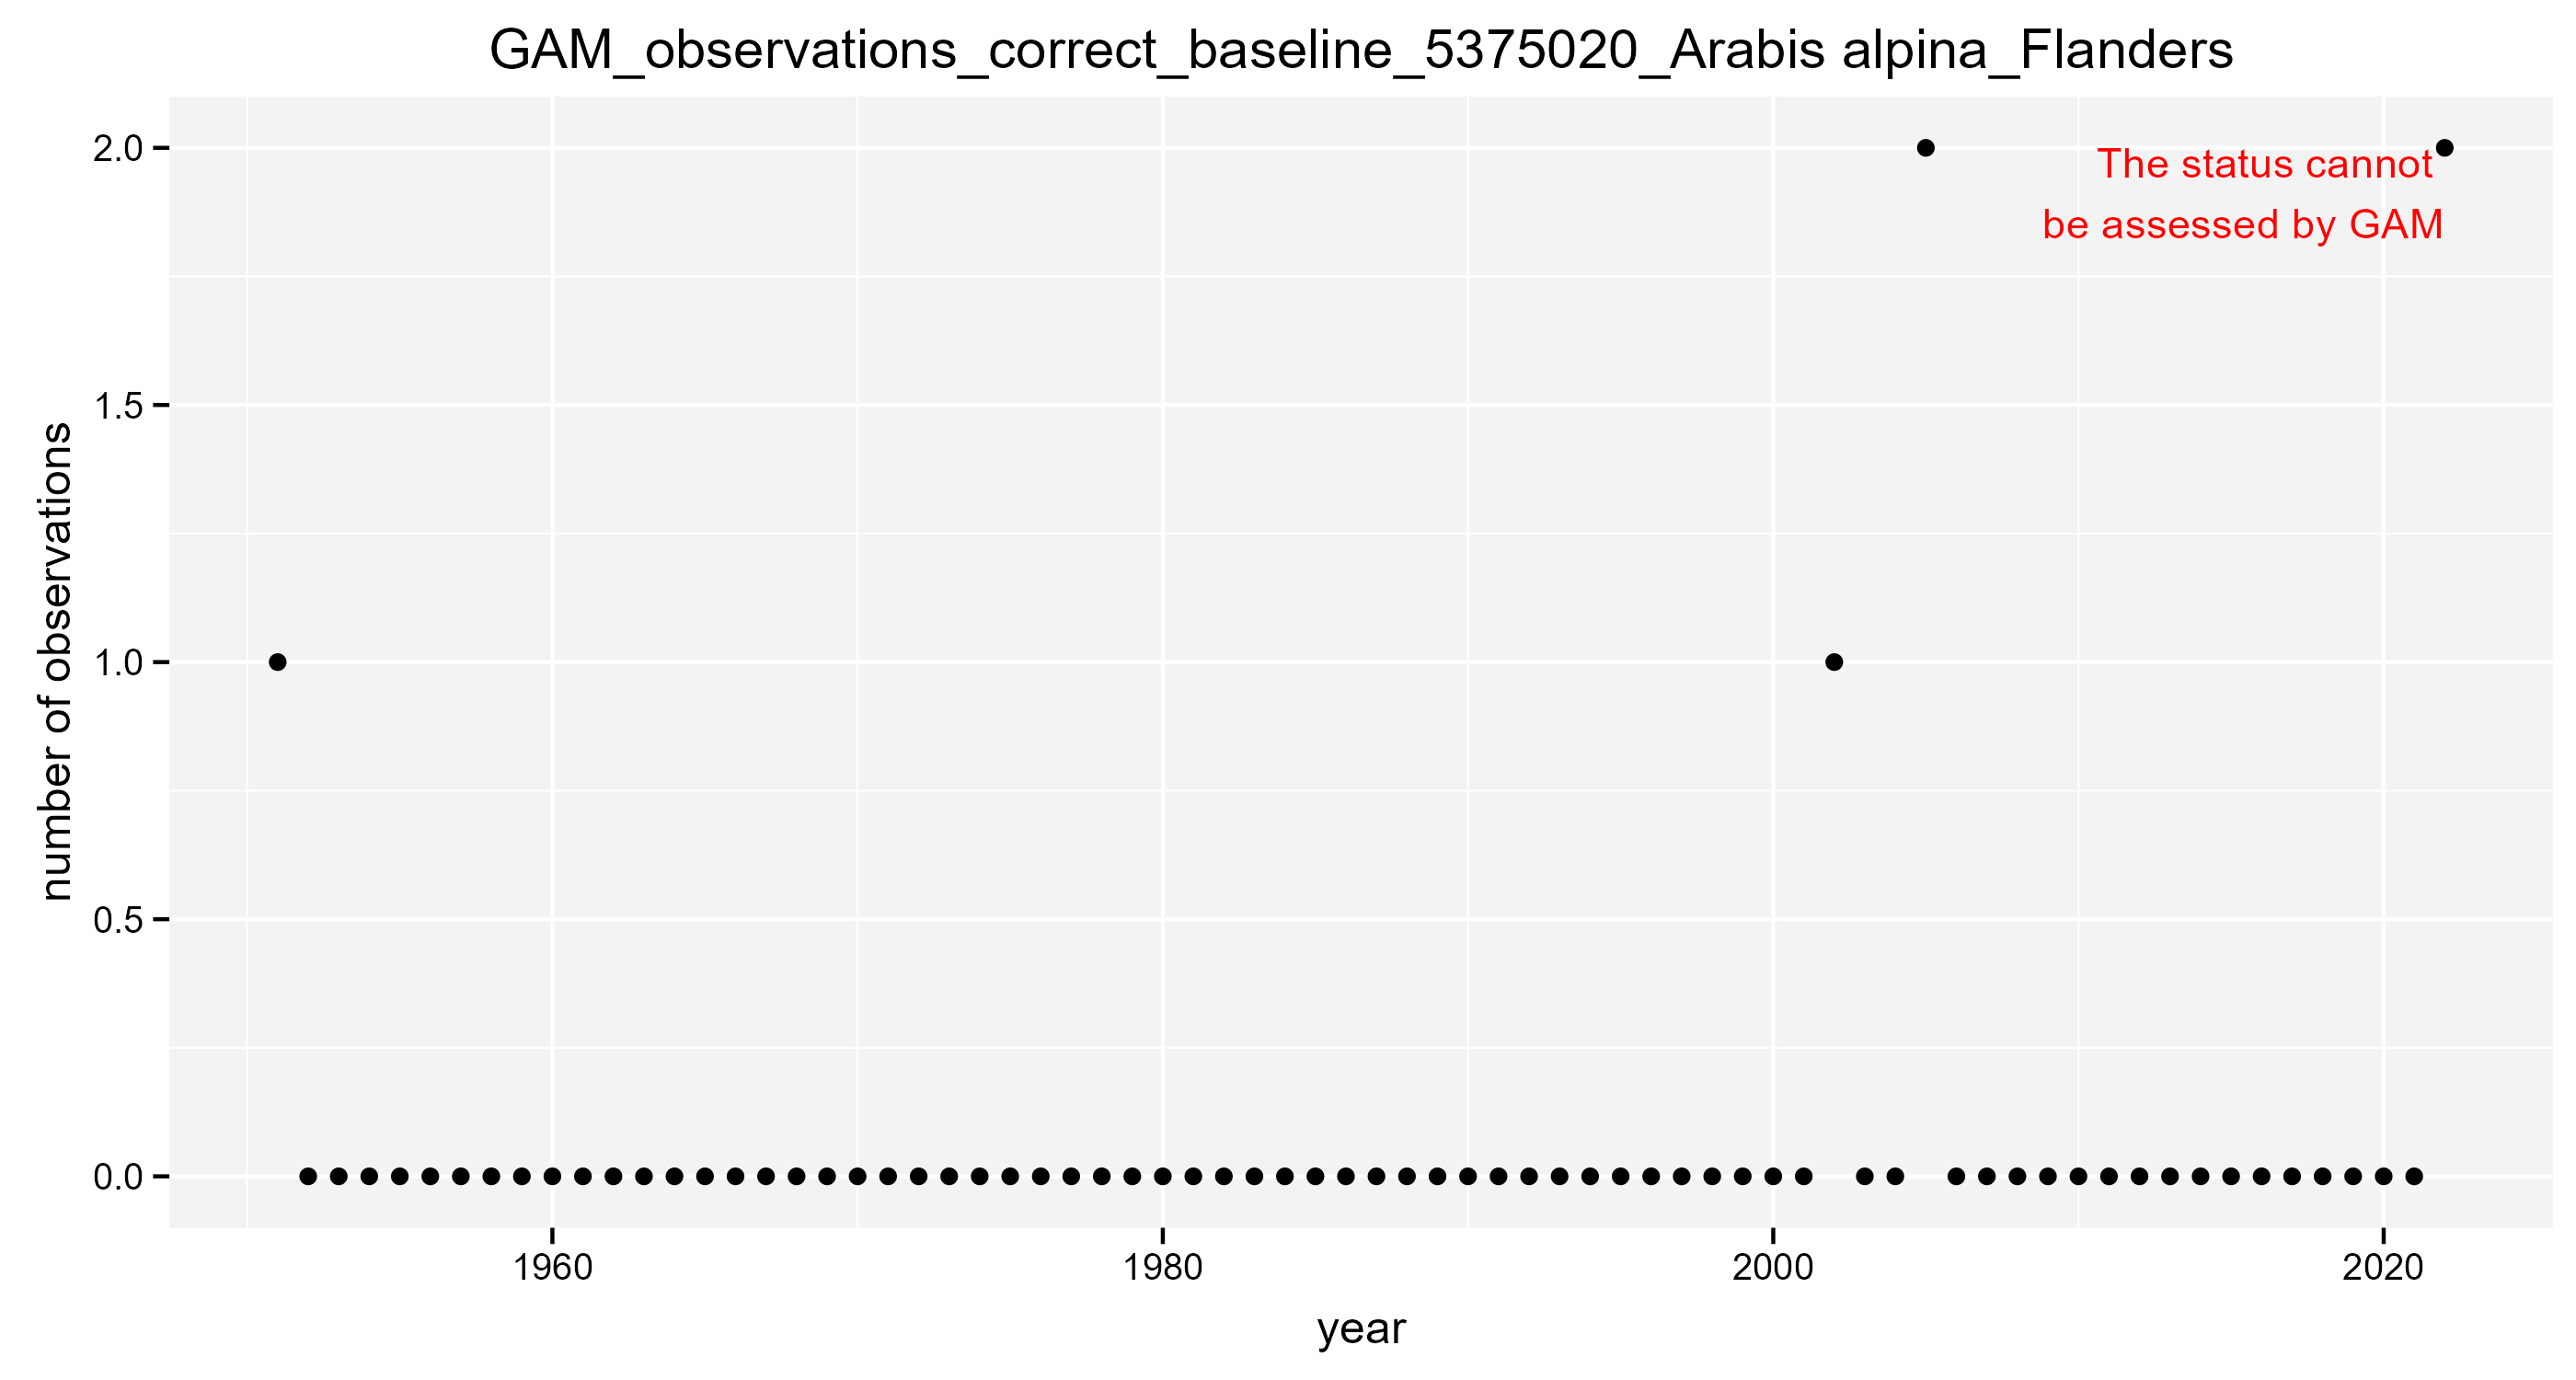 GAM_observations_correct_baseline_5375020_Arabis alpina_Flanders
2.0
The status cannot
be assessed by GAM
1.5
number of observations
1.0
0.5
0.0
1960
1980
2000
2020
year